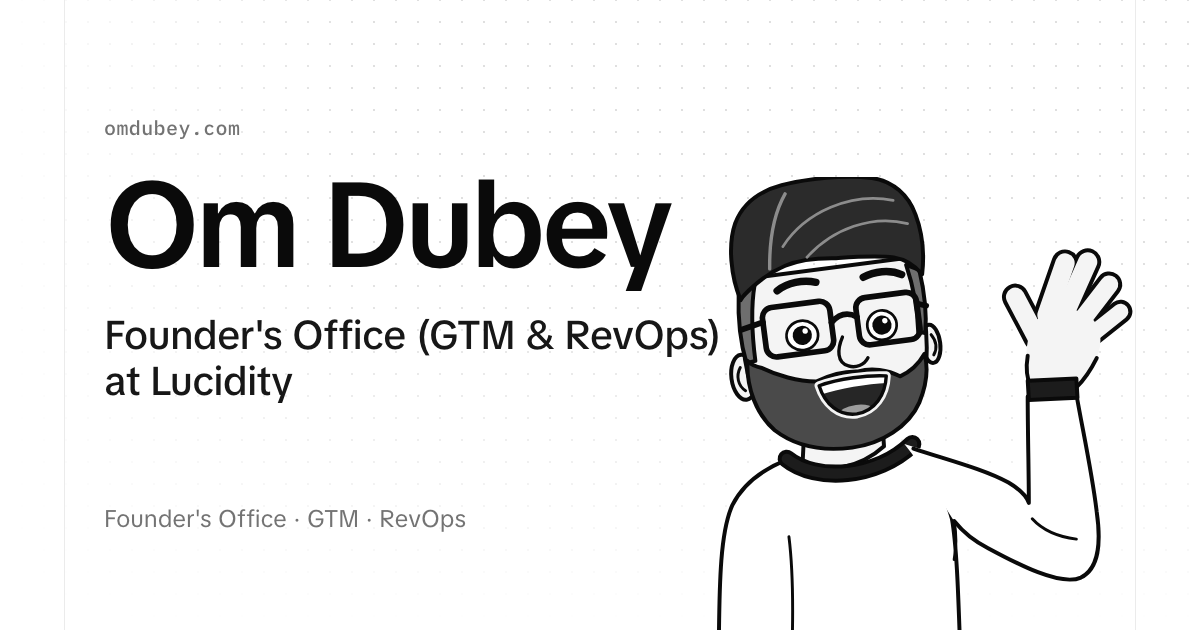 omdubey.com
Om Dubey
Founder's Office (GTM & RevOps)
at Lucidity
Founder's Office · GTM · RevOps